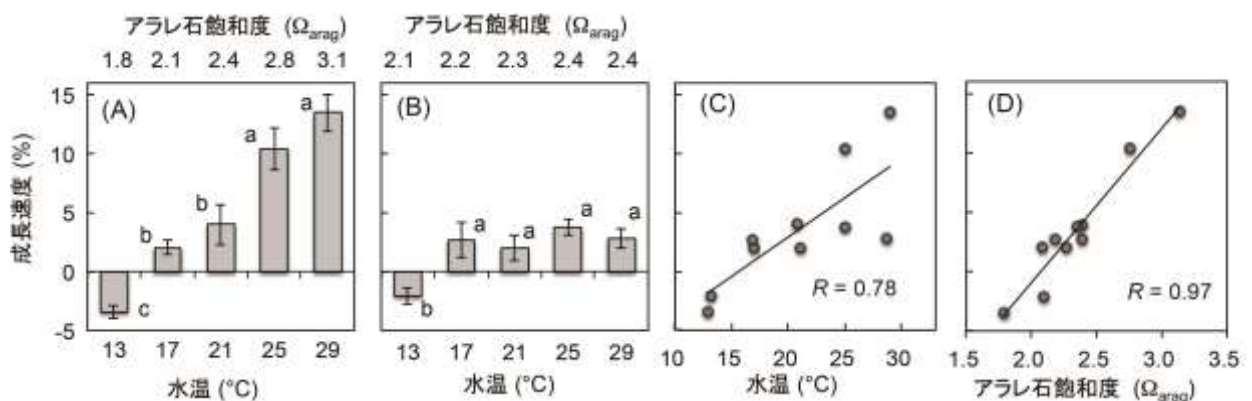 アラレ石飽和度 (Ωarag)
1.8 2.1 2.4 2.8 3.1
アラレ石飽和度 (Ωarag)
2.1 2.2 2.3 2.4 2.4
成長速度 (%)
15
10
5
0
-5
(A)
c
b
b
a
a
13 17 21 25 29
水温 (°C)
(B)
b
a
a
a
a
13 17 21 25 29
水温 (°C)
(C)
R = 0.78
10 15 20 25 30
水温 (°C)
(D)
R = 0.97
1.5 2.0 2.5 3.0 3.5
アラレ石飽和度 (Ωarag)